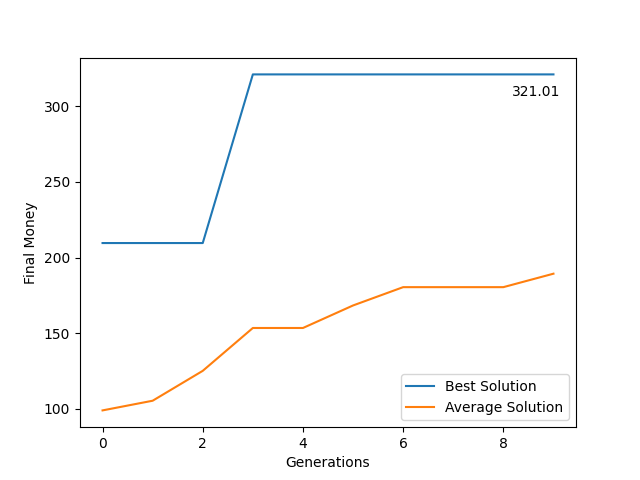 300
321.01
250
200
150
100
Final Money
Best Solution
Average Solution
0 2 4 6 8
Generations